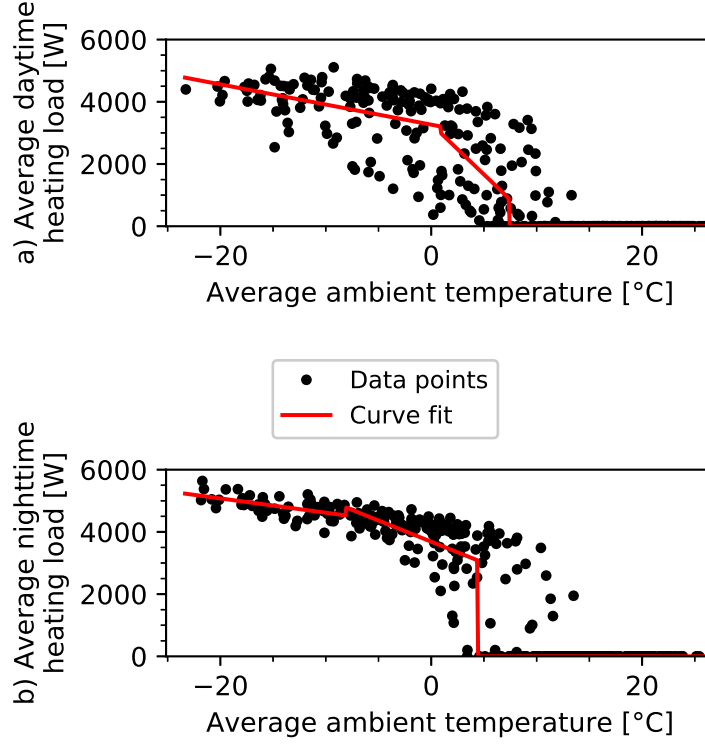 a) Average daytime
heating load [W]
6000
4000
2000
0
−20
0
20
Average ambient temperature [°C]
Data points
Curve fit
b) Average nighttime
heating load [W]
6000
4000
2000
0
−20
0
20
Average ambient temperature [°C]